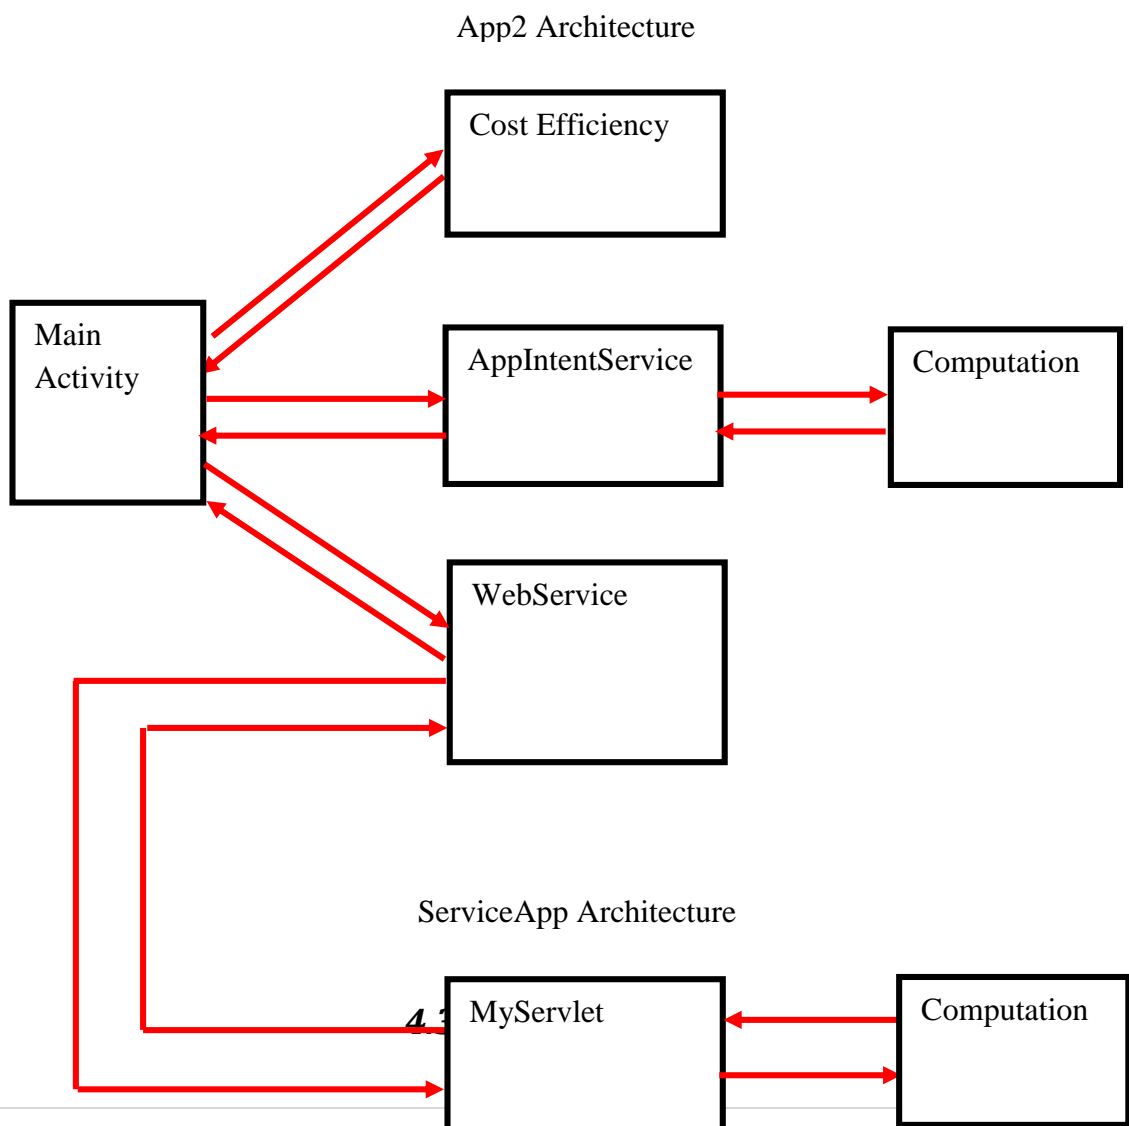 App2 Architecture
Cost Efficiency
Main
Activity
AppIntentService
Computation
WebService
ServiceApp Architecture
MyServlet
Computation